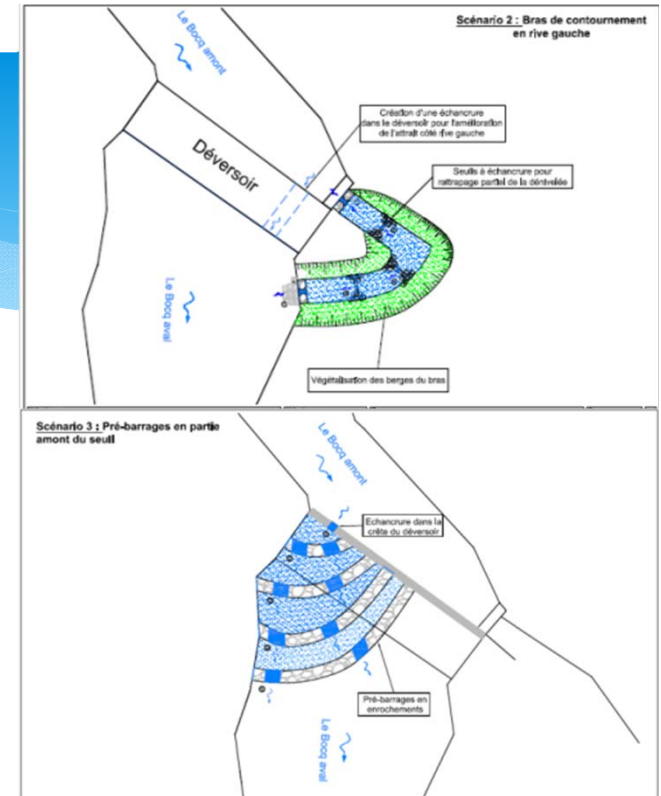 Scénario 2 : Bras de contournement
en rive gauche
Le Bocq amont
Création d'une échancrure
dans le déversoir pour l'amélioration
de l'attrait côté rive gauche
Déversoir
Seuils à échancrure pour
rattrapage partiel de la dénivelée
Le Bocq aval
Végétalisation des berges du bras
Scénario 3 : Pré-barrages en partie
amont du seuil
Le Bocq amont
Echancrure dans la
crête du déversoir
Pré-barrages en
enrochements
Le Bocq aval